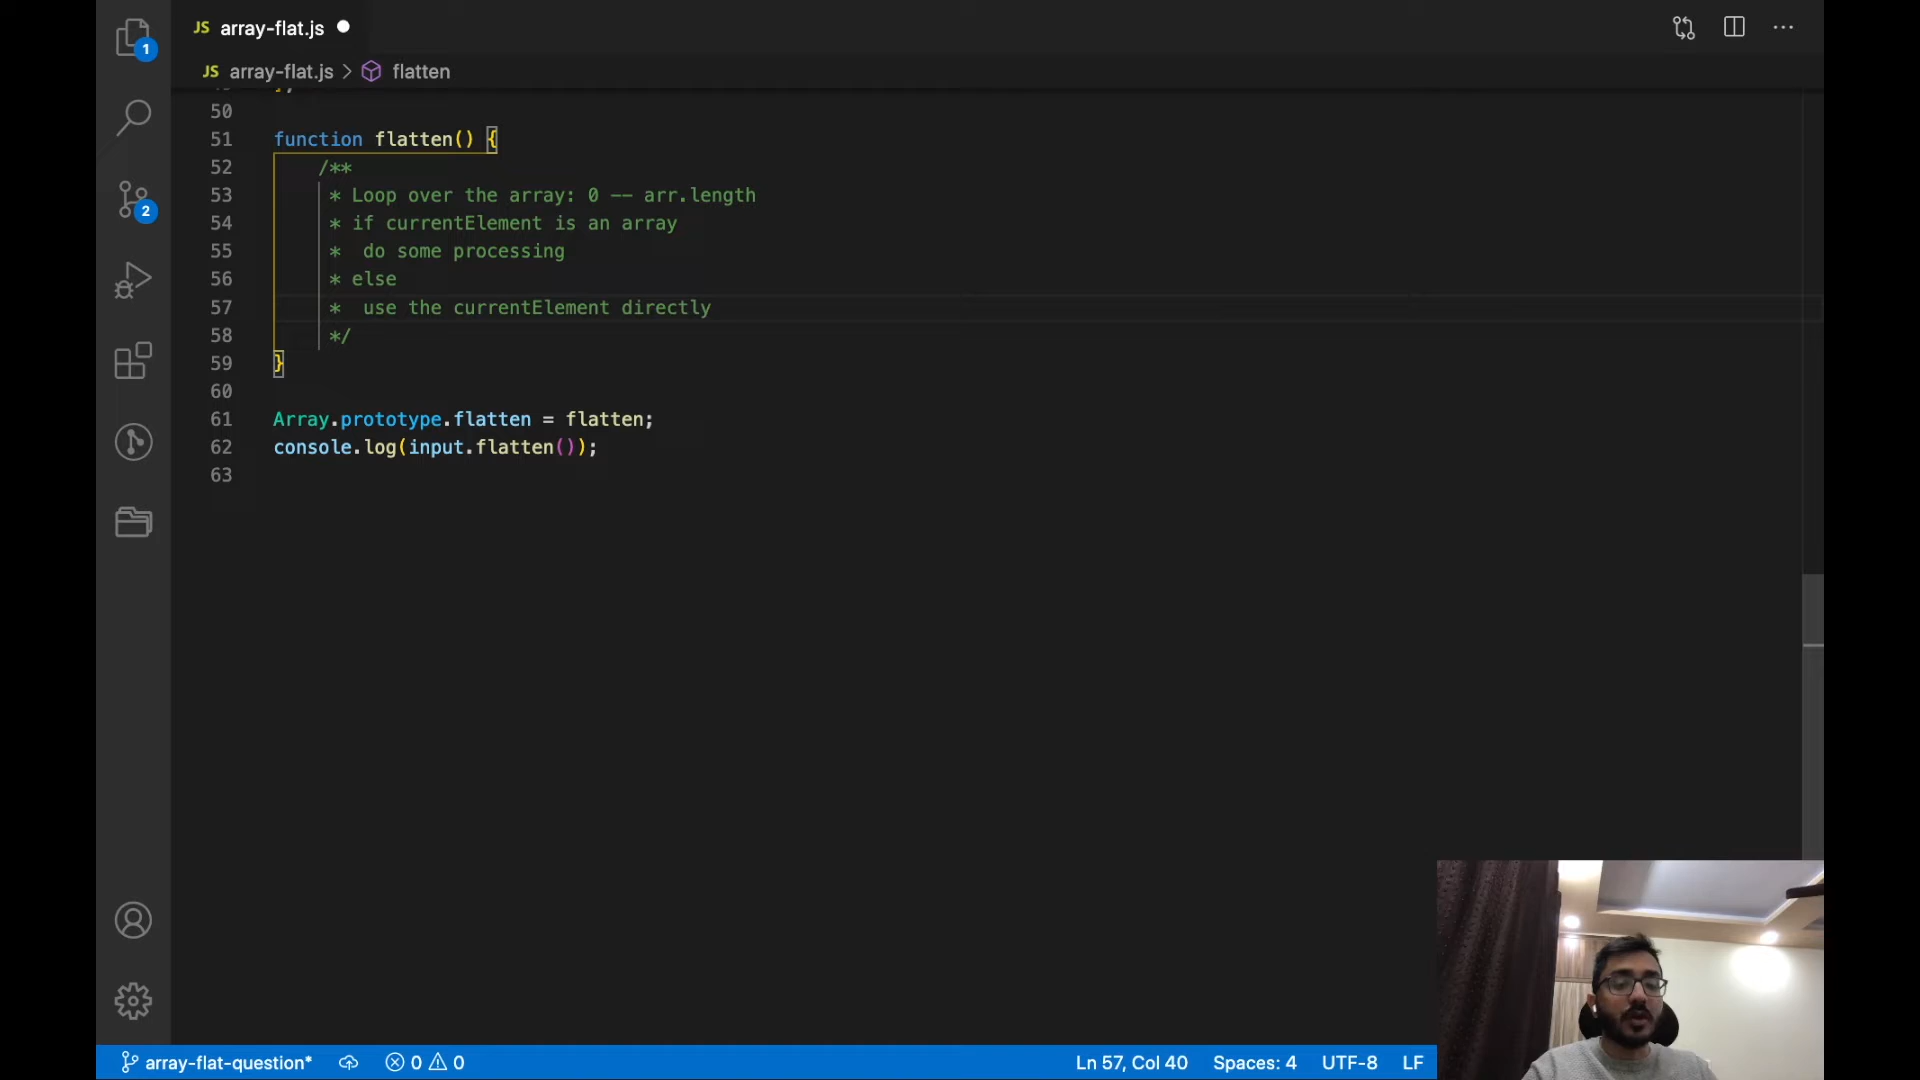 JS array-flat.js
JS array-flat.js > flatten
1
2
50
51 function flatten() {
52 /**
53 * Loop over the array: 0 -- arr.length
54 * if currentElement is an array
55 *  do some processing
56 * else
57 *  use the currentElement directly
58 */
59 }
60
61 Array.prototype.flatten = flatten;
62 console.log(input.flatten());
63
array-flat-question* 0 0 Ln 57, Col 40 Spaces: 4 UTF-8 LF